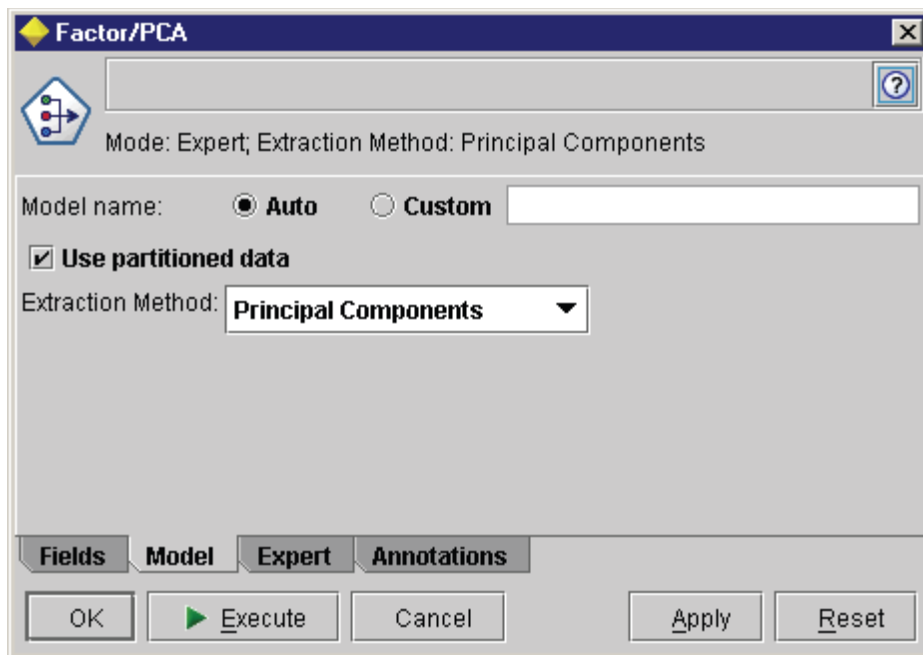 Factor/PCA
Mode: Expert; Extraction Method: Principal Components
Model name: Auto Custom
Use partitioned data
Extraction Method: Principal Components
Fields Model Expert Annotations
OK Execute Cancel Apply Reset